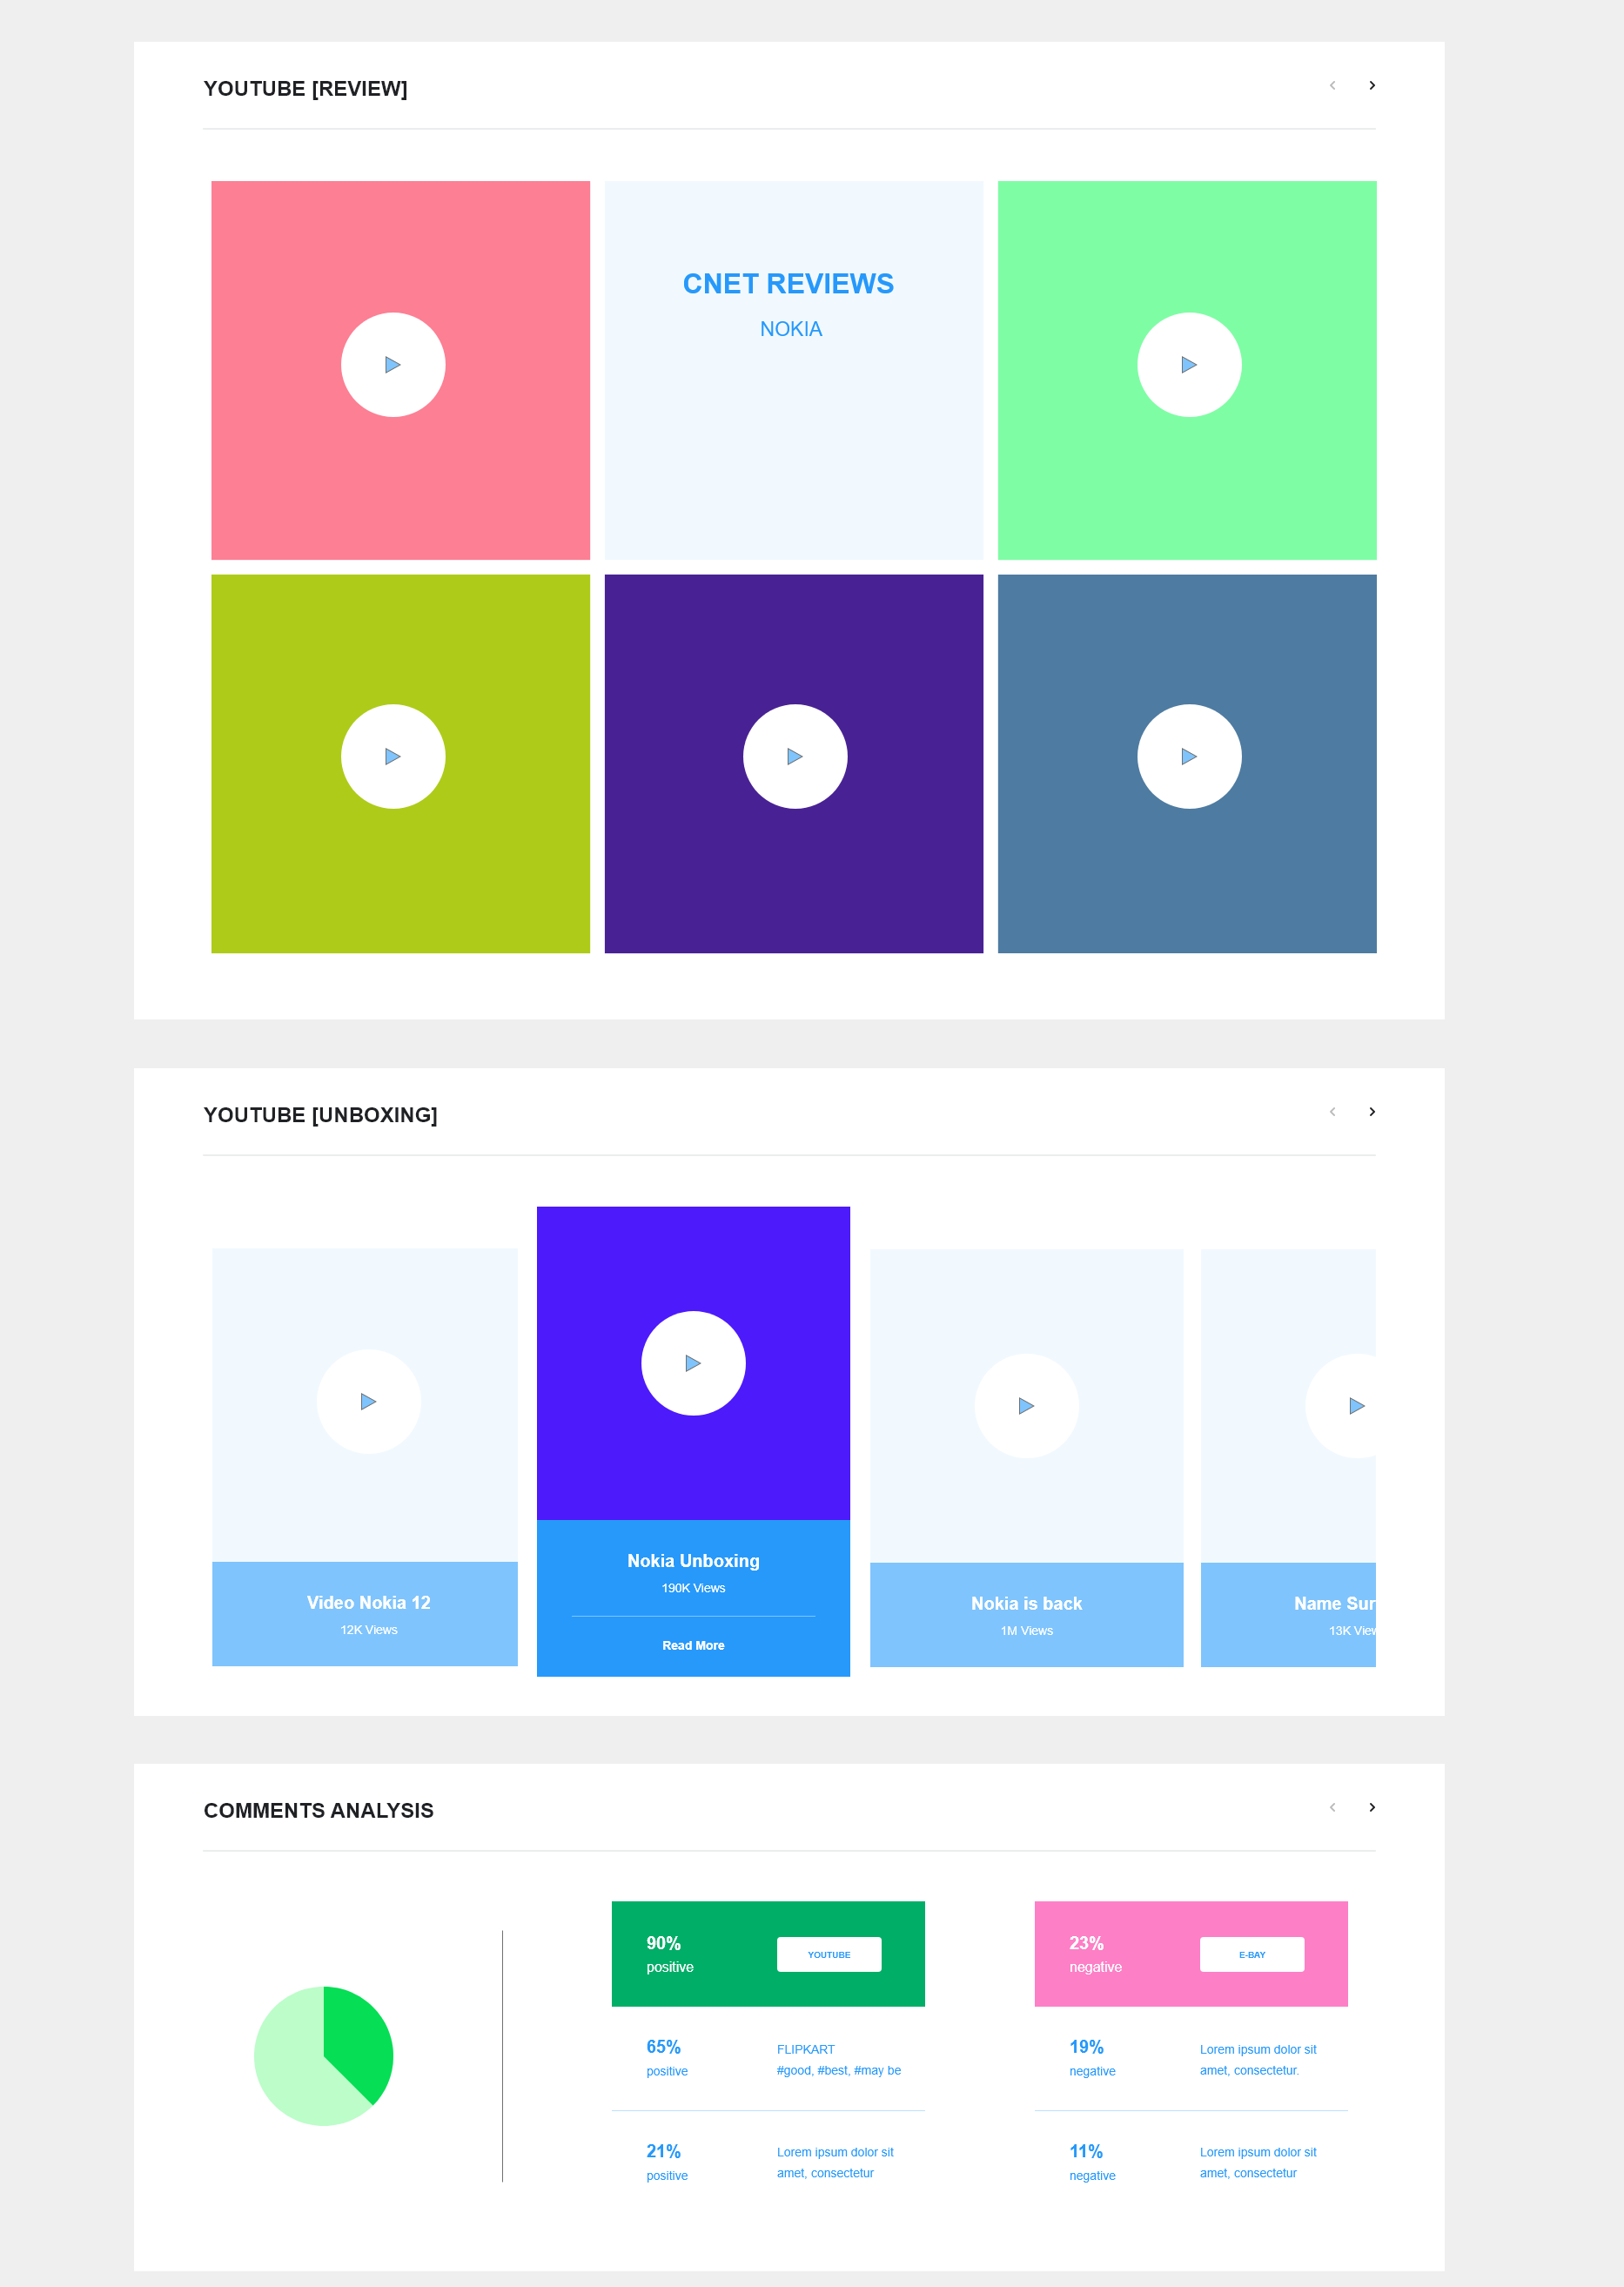 YOUTUBE [REVIEW]
CNET REVIEWS
NOKIA
YOUTUBE [UNBOXING]
Video Nokia 12
12K Views
Nokia Unboxing
190K Views
Read More
Nokia is back
1M Views
Name Sur
13K View
COMMENTS ANALYSIS
90%
positive
YOUTUBE
65%
positive
FLIPKART
#good, #best, #may be
21%
positive
Lorem ipsum dolor sit
amet, consectetur
23%
negative
E-BAY
19%
negative
Lorem ipsum dolor sit
amet, consectetur.
11%
negative
Lorem ipsum dolor sit
amet, consectetur